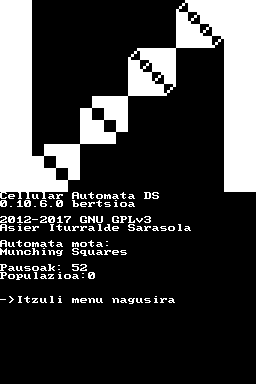 Cellular Automata DS
0.10.6.0 bertsioa
2012-2017 GNU GPLv3
Asier Iturralde Sarasola
Automata mota:
Munching Squares
Pausoak: 52
Populazioa:0
->Itzuli menu nagusira